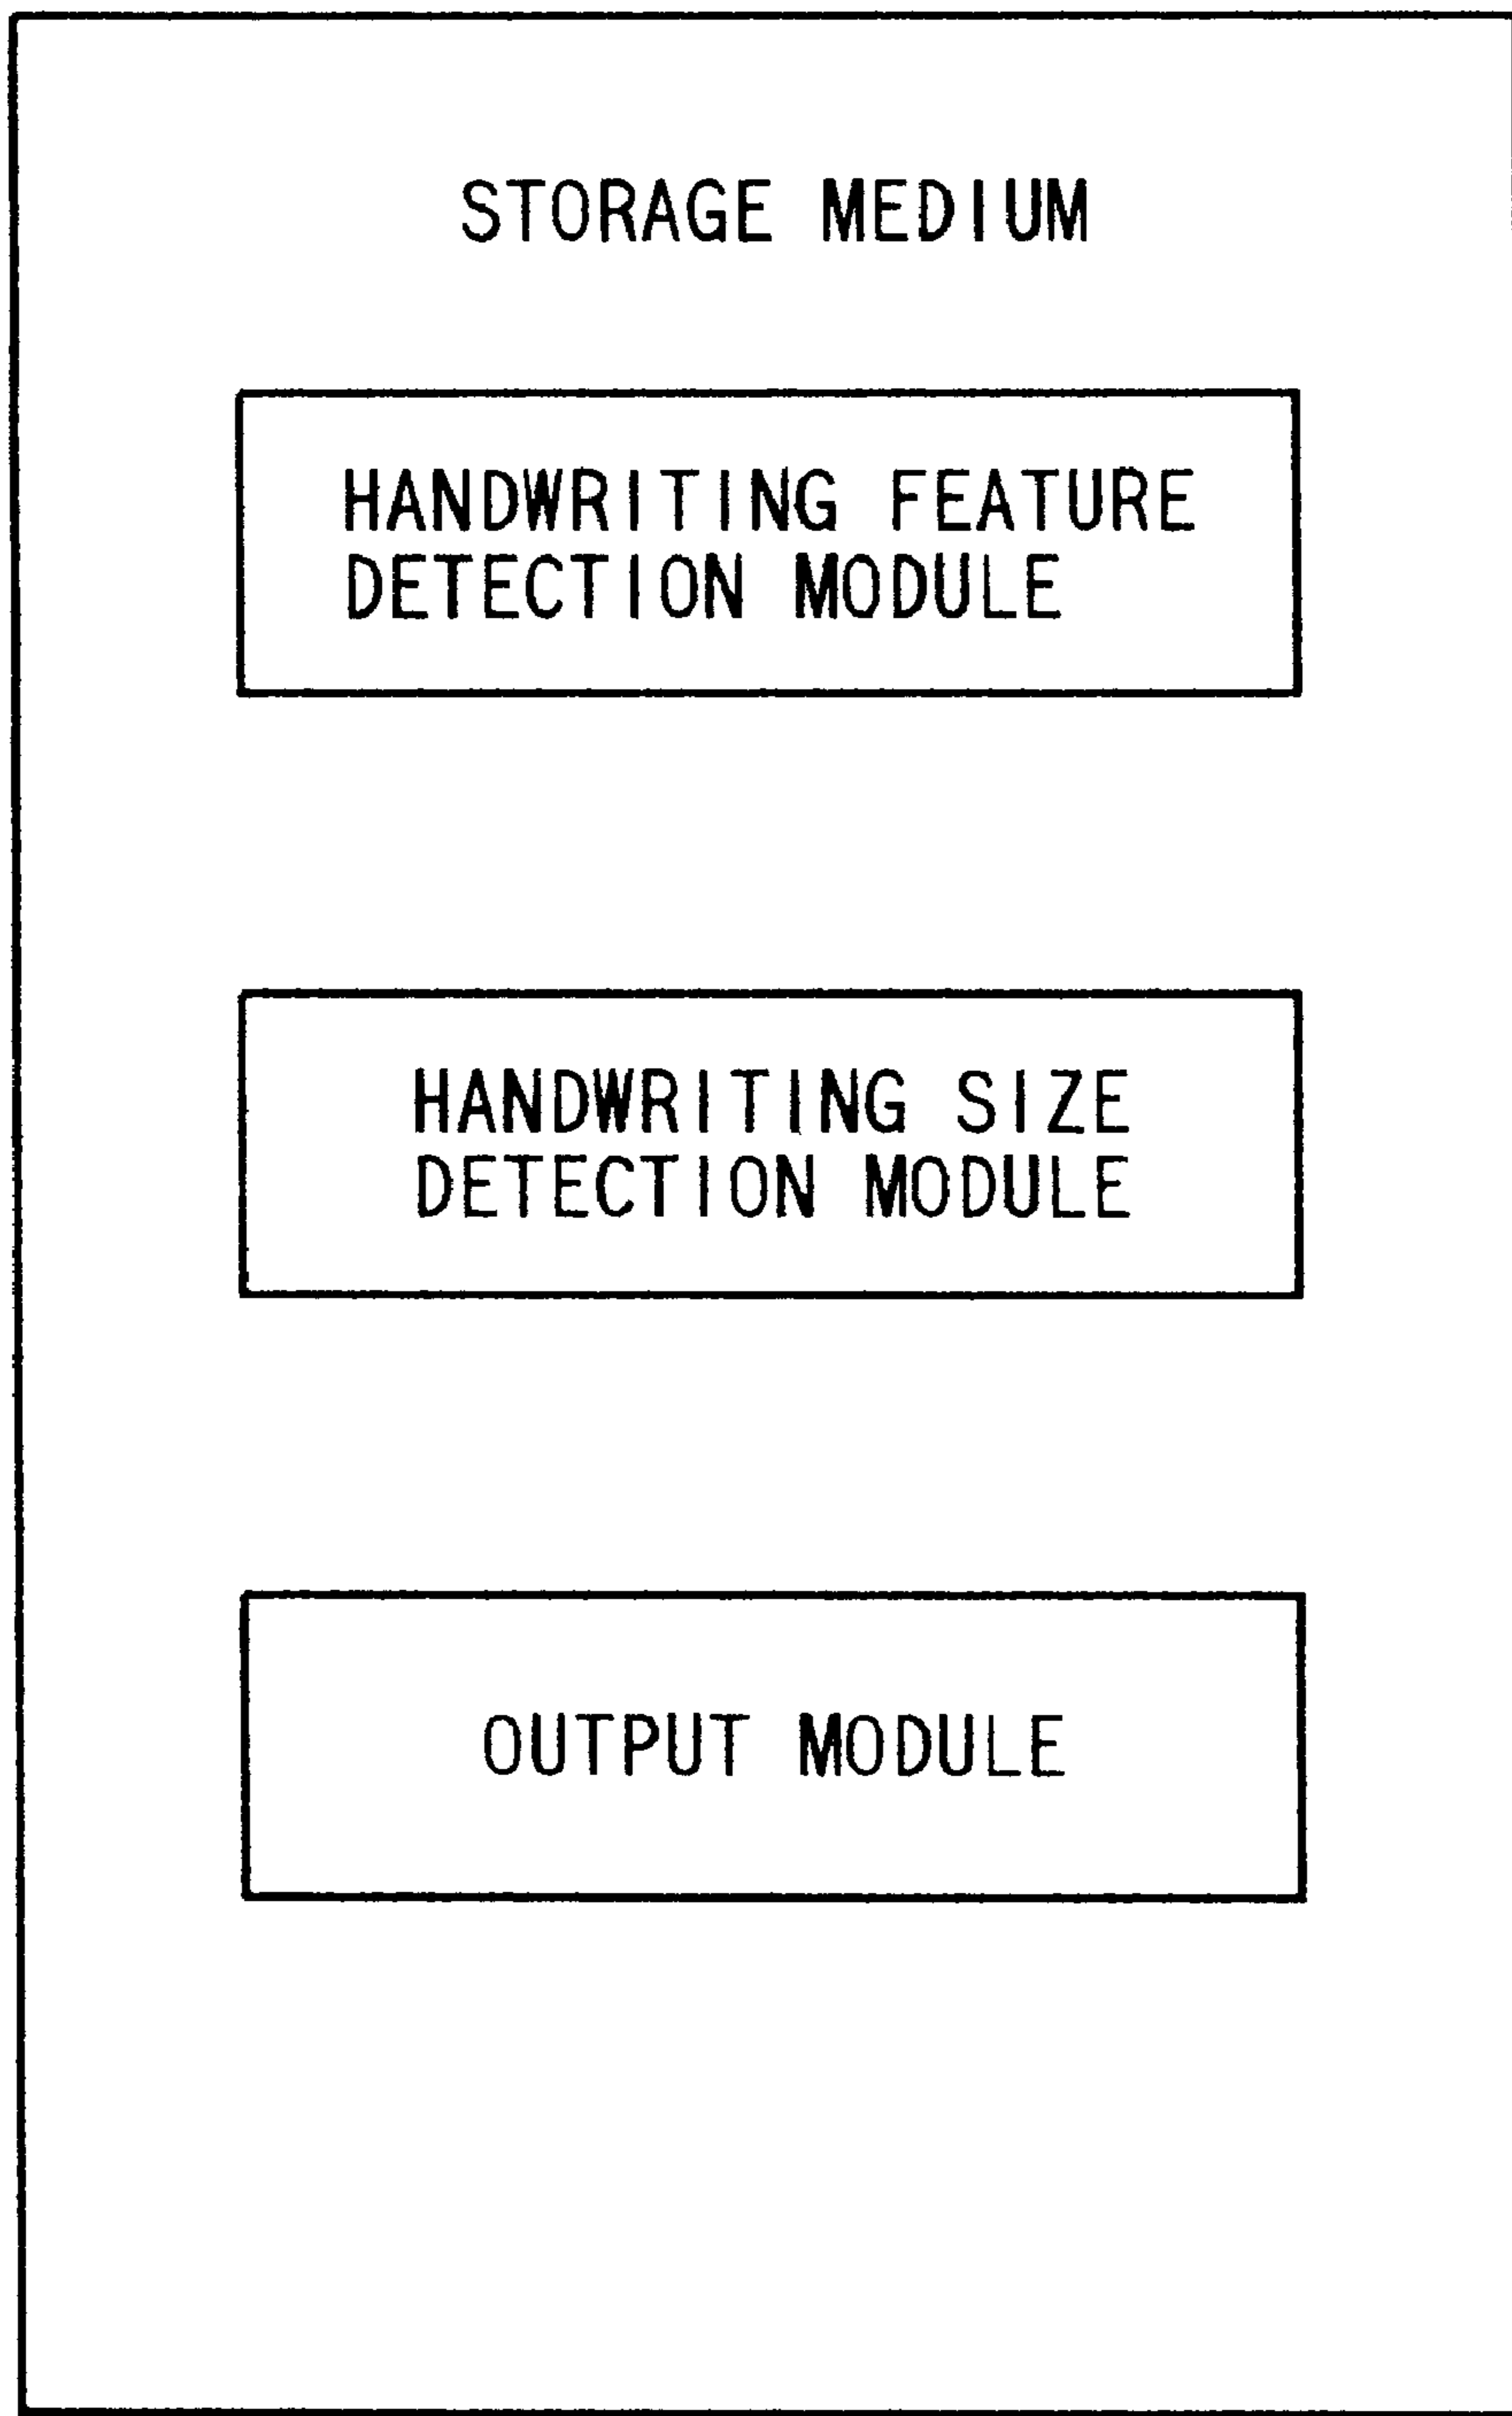 STORAGE MEDIUM
HANDWRITING FEATURE
DETECTION MODULE
HANDWRITING SIZE
DETECTION MODULE
OUTPUT MODULE